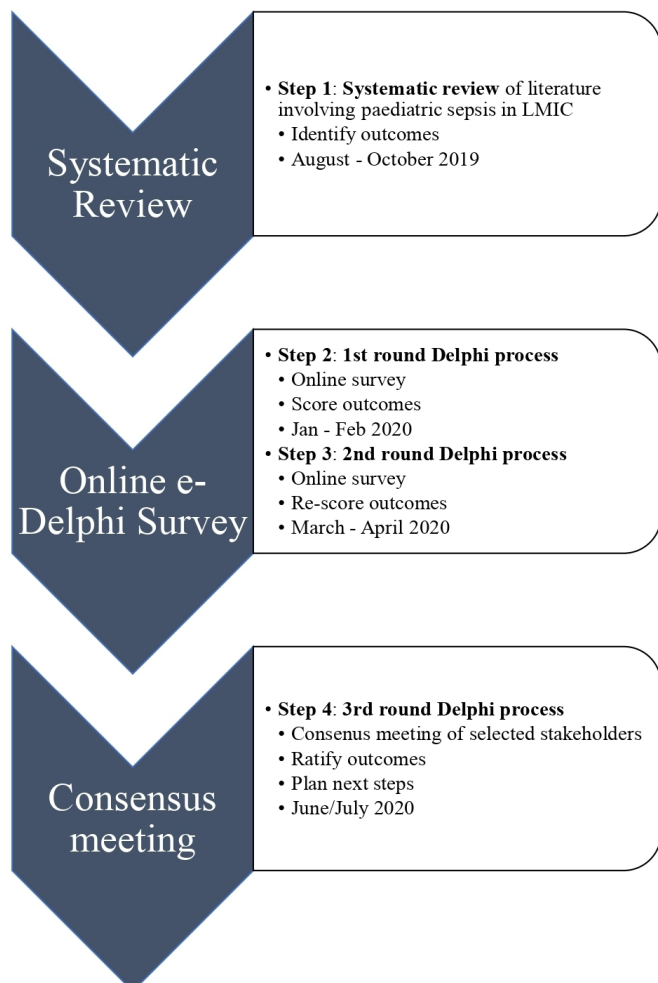 Systematic
Review
• Step 1: Systematic review of literature
involving paediatric sepsis in LMIC
• Identify outcomes
• August - October 2019
Online e-
Delphi Survey
• Step 2: 1st round Delphi process
• Online survey
• Score outcomes
• Jan - Feb 2020
• Step 3: 2nd round Delphi process
• Online survey
• Re-score outcomes
• March - April 2020
Consensus
meeting
• Step 4: 3rd round Delphi process
• Consenus meeting of selected stakeholders
• Ratify outcomes
• Plan next steps
• June/July 2020